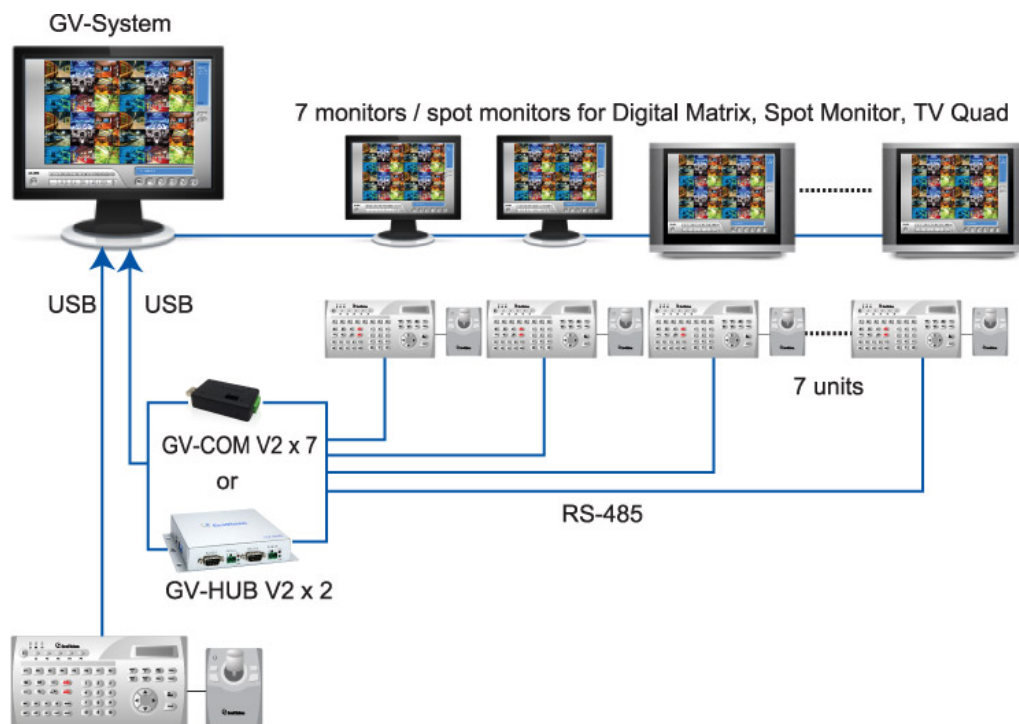 GV-System
7 monitors / spot monitors for Digital Matrix, Spot Monitor, TV Quad
USB
USB
7 units
GV-COM V2 x 7
or
RS-485
GV-HUB V2 x 2